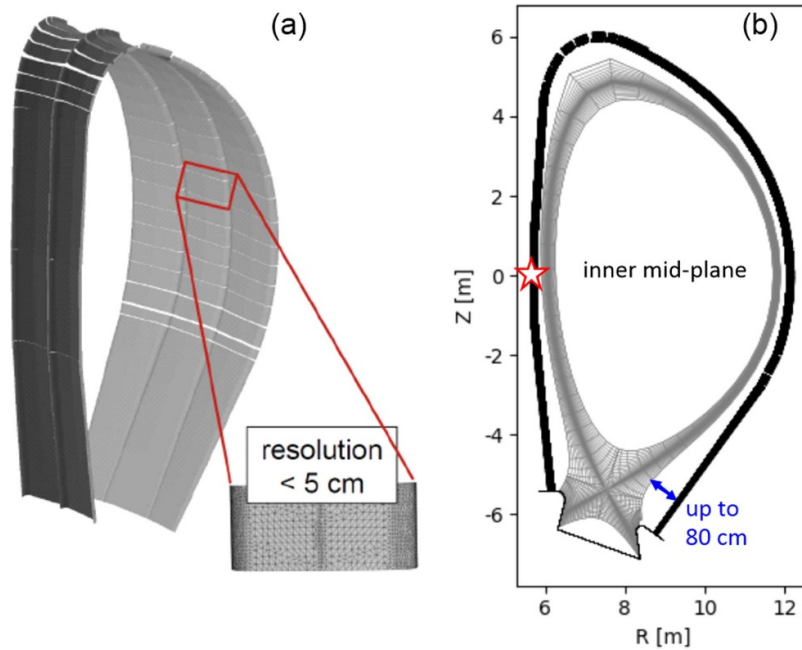 (a)
resolution
< 5 cm
(b)
6
4
2
0
-2
-4
-6
Z [m]
inner mid-plane
up to
80 cm
6
8
10
12
R [m]